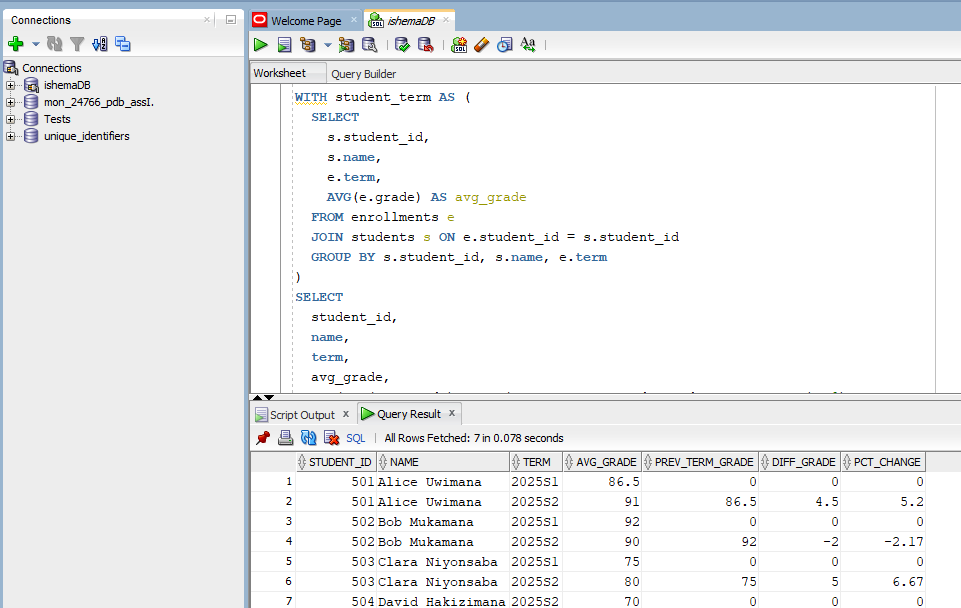 Connections
Welcome Page
ishemaDB
Worksheet
Query Builder
Connections
ishemaDB
mon_24766_pdb_assI.
Tests
unique_identifiers
WITH student_term AS (
SELECT
s.student_id,
s.name,
e.term,
AVG(e.grade) AS avg_grade
FROM enrollments e
JOIN students s ON e.student_id = s.student_id
GROUP BY s.student_id, s.name, e.term
)
SELECT
student_id,
name,
term,
avg_grade,
Script Output
Query Result
SQL
All Rows Fetched: 7 in 0.078 seconds
STUDENT_ID NAME TERM AVG_GRADE PREV_TERM_GRADE DIFF_GRADE PCT_CHANGE
1 501 Alice Uwimana 2025S1 86.5 0 0 0
2 501 Alice Uwimana 2025S2 91 86.5 4.5 5.2
3 502 Bob Mukamana 2025S1 92 0 0 0
4 502 Bob Mukamana 2025S2 90 92 -2 -2.17
5 503 Clara Niyonsaba 2025S1 75 0 0 0
6 503 Clara Niyonsaba 2025S2 80 75 5 6.67
7 504 David Hakizimana 2025S2 70 0 0 0